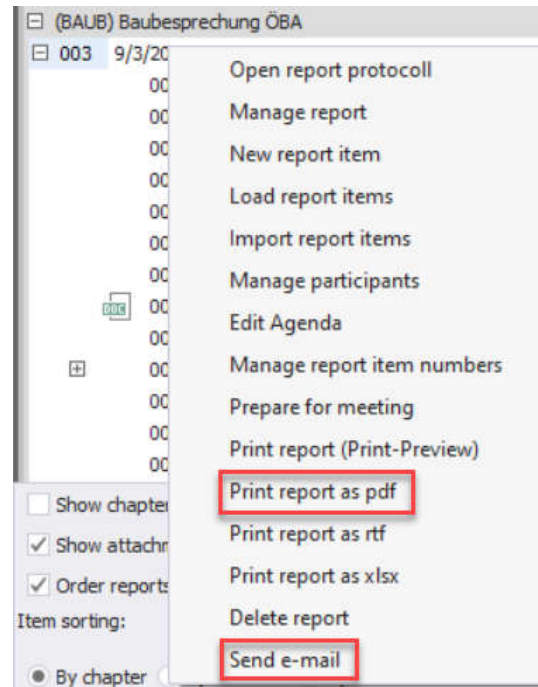 (BAUB) Baubesprechung ÖBA
003 9/3/20
Open report protocoll
Manage report
New report item
Load report items
Import report items
Manage participants
Edit Agenda
Manage report item numbers
Prepare for meeting
Print report (Print-Preview)
Print report as pdf
Print report as rtf
Print report as xlsx
Delete report
Send e-mail
00
00
00
00
00
00
00
DOC 00
00
00
00
00
00
Show chapte
Show attachr
Order reports
Item sorting:
By chapter